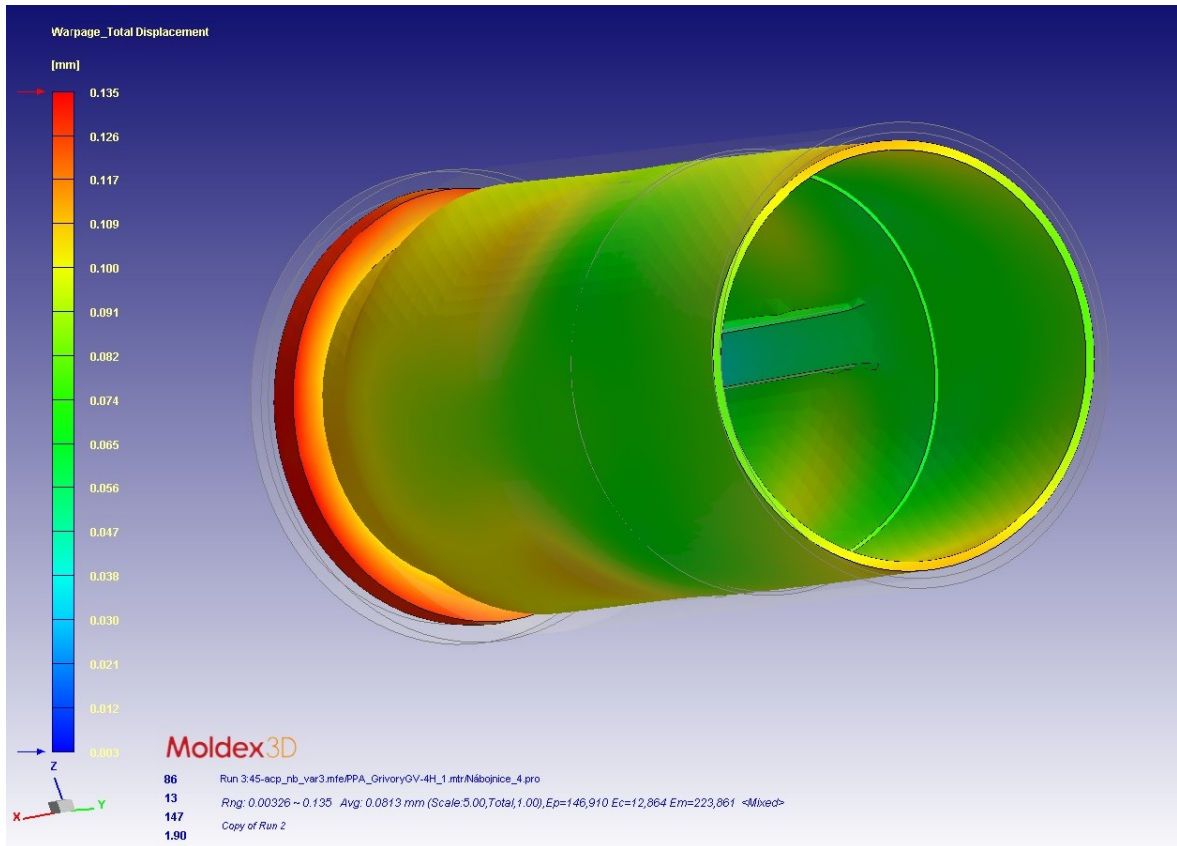 Warpage_Total Displacement
[mm]
0.135
0.126
0.117
0.109
0.100
0.091
0.082
0.074
0.065
0.056
0.047
0.038
0.030
0.021
0.012
0.003
Z
Y
X
Moldex3D
86 Run 3:45-acp_nb_var3.mfe/PPA_GrivoryGV-4H_1.mtr/Nábojnice_4.pro
13 Rng: 0.00326 ~ 0.135 Avg: 0.0813 mm (Scale:5.00,Total,1.00),Ep=146,910 Ec=12,864 Em=223,861 <Mixed>
147 Copy of Run 2
1.90